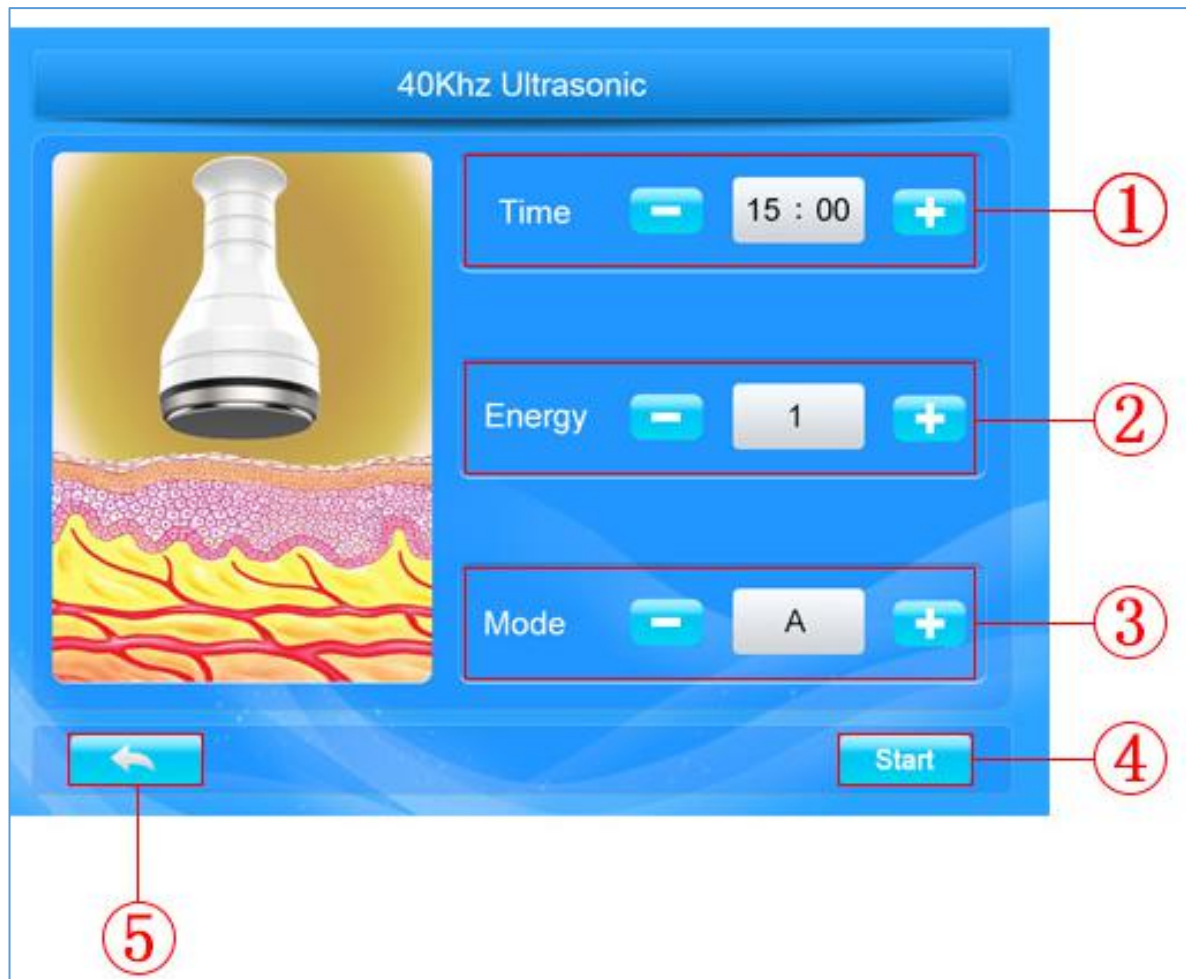 40Khz Ultrasonic
Time − 15 : 00 + ①
Energy − 1 + ②
Mode − A + ③
Start ④
⑤